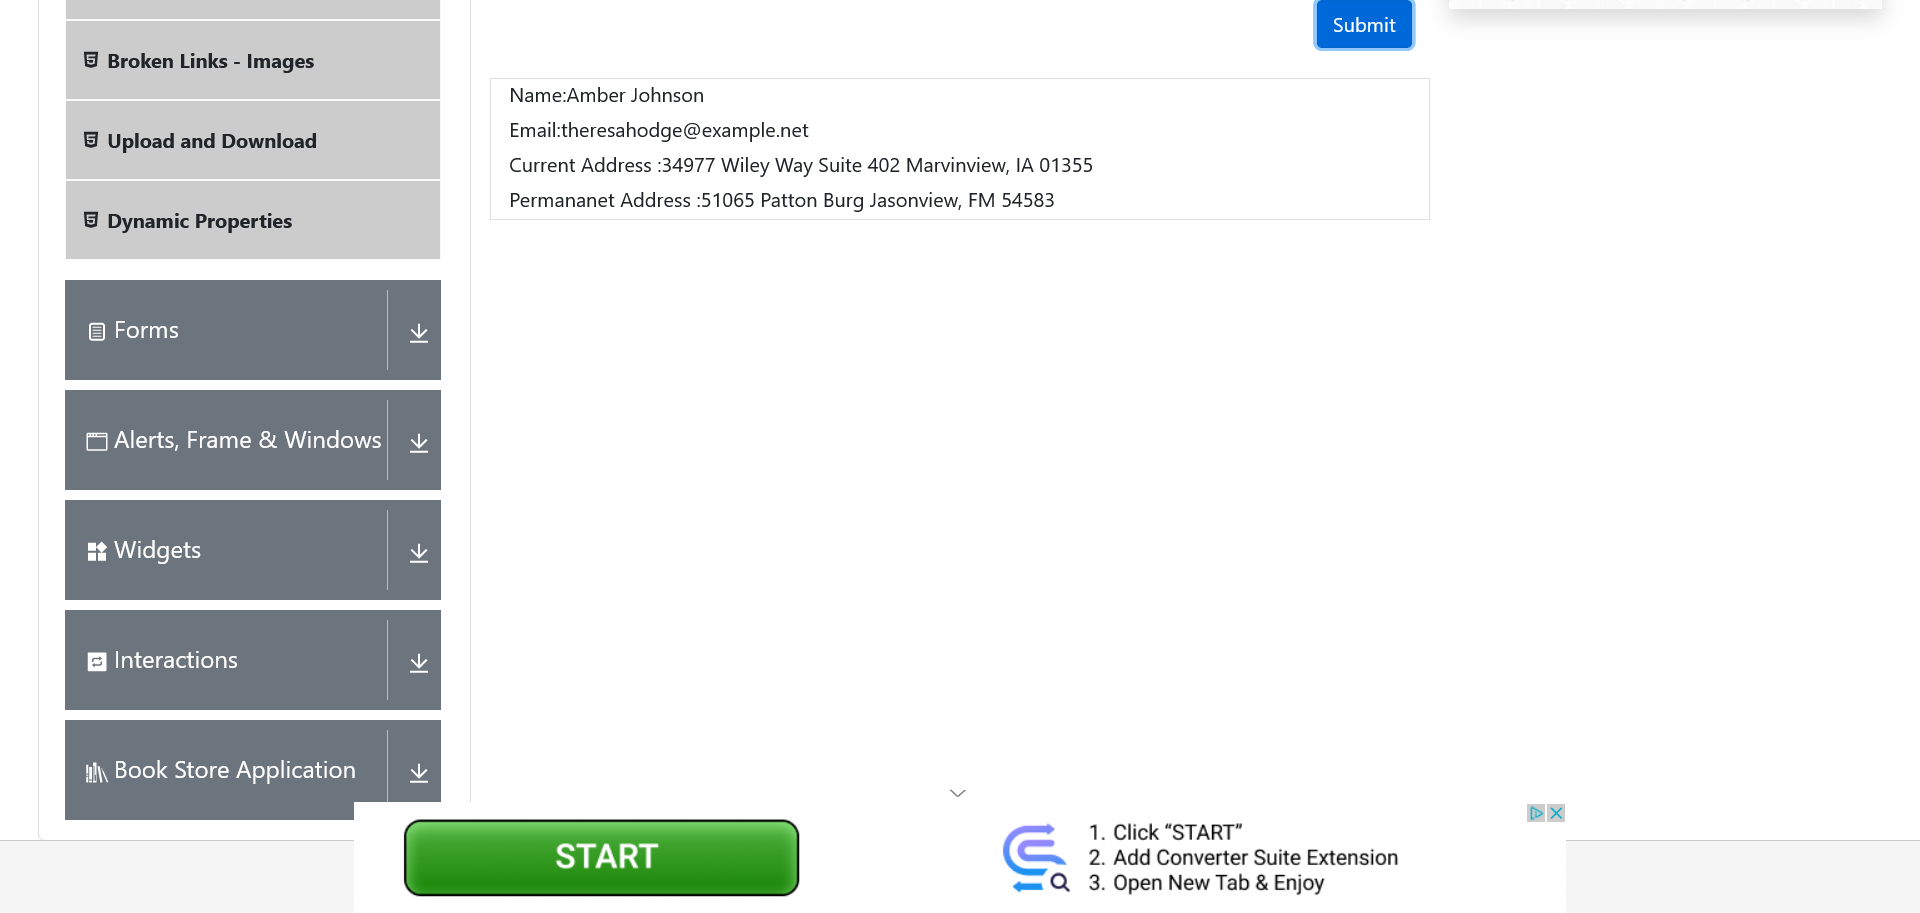 Broken Links - Images
Upload and Download
Dynamic Properties
Forms
Alerts, Frame & Windows
Widgets
Interactions
Book Store Application
Submit
Name:Amber Johnson
Email:theresahodge@example.net
Current Address :34977 Wiley Way Suite 402 Marvinview, IA 01355
Permananet Address :51065 Patton Burg Jasonview, FM 54583
START
1. Click “START”
2. Add Converter Suite Extension
3. Open New Tab & Enjoy